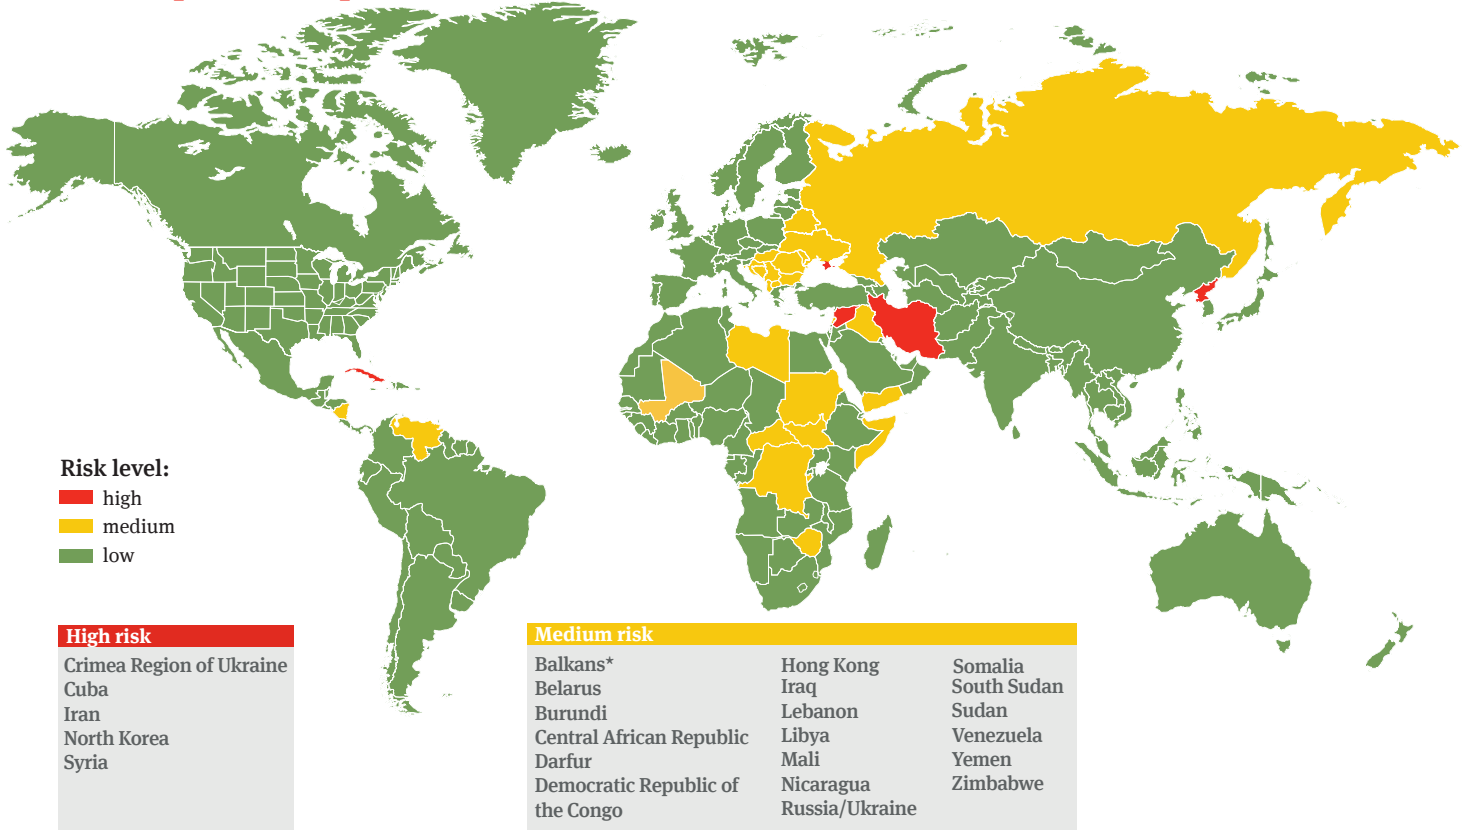 Risk level:
high
medium
low
High risk
Crimea Region of Ukraine
Cuba
Iran
North Korea
Syria
Medium risk
Balkans*
Belarus
Burundi
Central African Republic
Darfur
Democratic Republic of
the Congo
Hong Kong
Iraq
Lebanon
Libya
Mali
Nicaragua
Russia/Ukraine
Somalia
South Sudan
Sudan
Venezuela
Yemen
Zimbabwe